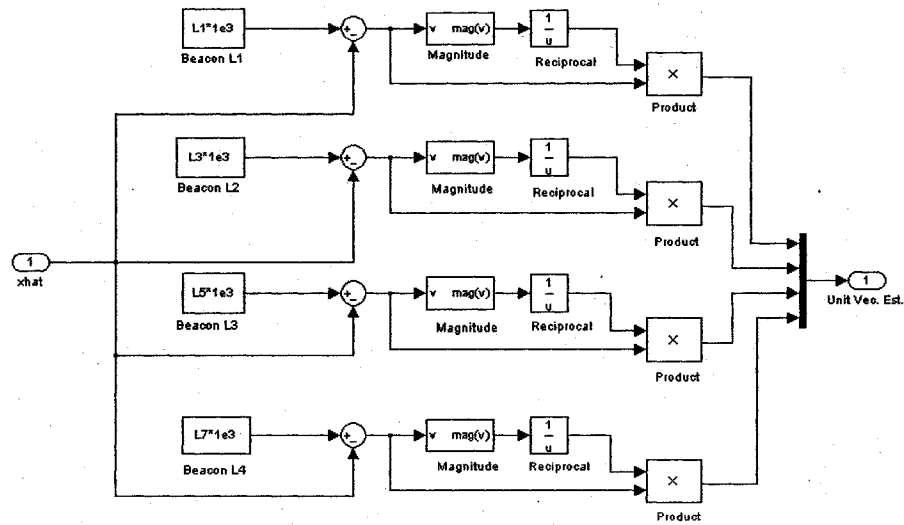 L1*1e3
Beacon L1
+
-
v mag(v)
Magnitude
1
u
Reciprocal
×
Product
L3*1e3
Beacon L2
+
-
v mag(v)
Magnitude
1
u
Reciprocal
×
Product
1
xhat
L5*1e3
Beacon L3
+
-
v mag(v)
Magnitude
1
u
Reciprocal
×
Product
1
Unit Vec. Est.
L7*1e3
Beacon L4
+
-
v mag(v)
Magnitude
1
u
Reciprocal
×
Product